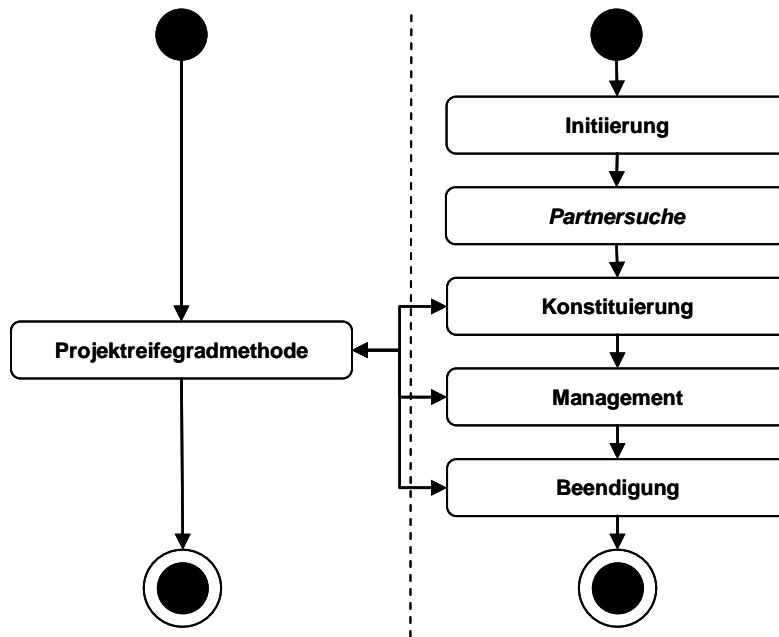 Initiierung
Partnersuche
Konstituierung
Projektreifegradmethode
Management
Beendigung